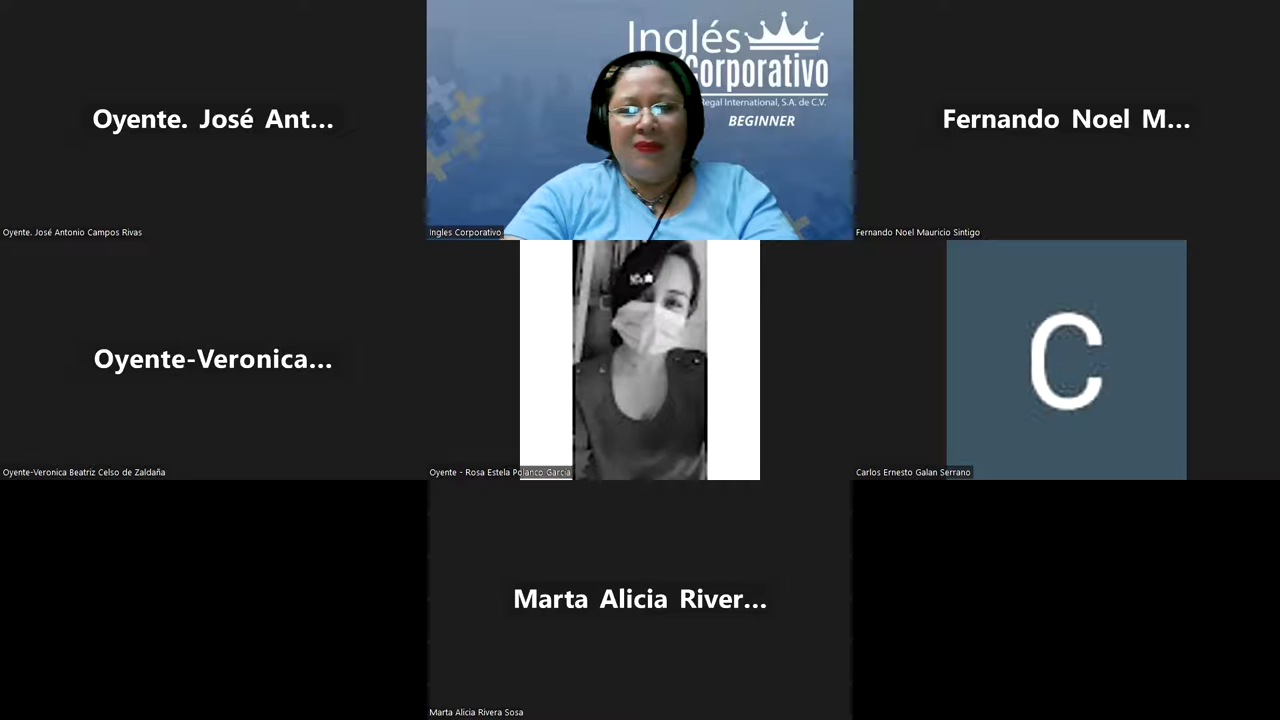 Oyente. José Ant...
Oyente. José Antonio Campos Rivas
Inglés
Corporativo
Regal International, S.A. de C.V.
BEGINNER
Ingles Corporativo
Fernando Noel M...
Fernando Noel Mauricio Sintigo
Oyente-Veronica...
Oyente-Veronica Beatriz Celso de Zaldaña
Oyente - Rosa Estela Polanco Garcia
C
Carlos Ernesto Galan Serrano
Marta Alicia River...
Marta Alicia Rivera Sosa